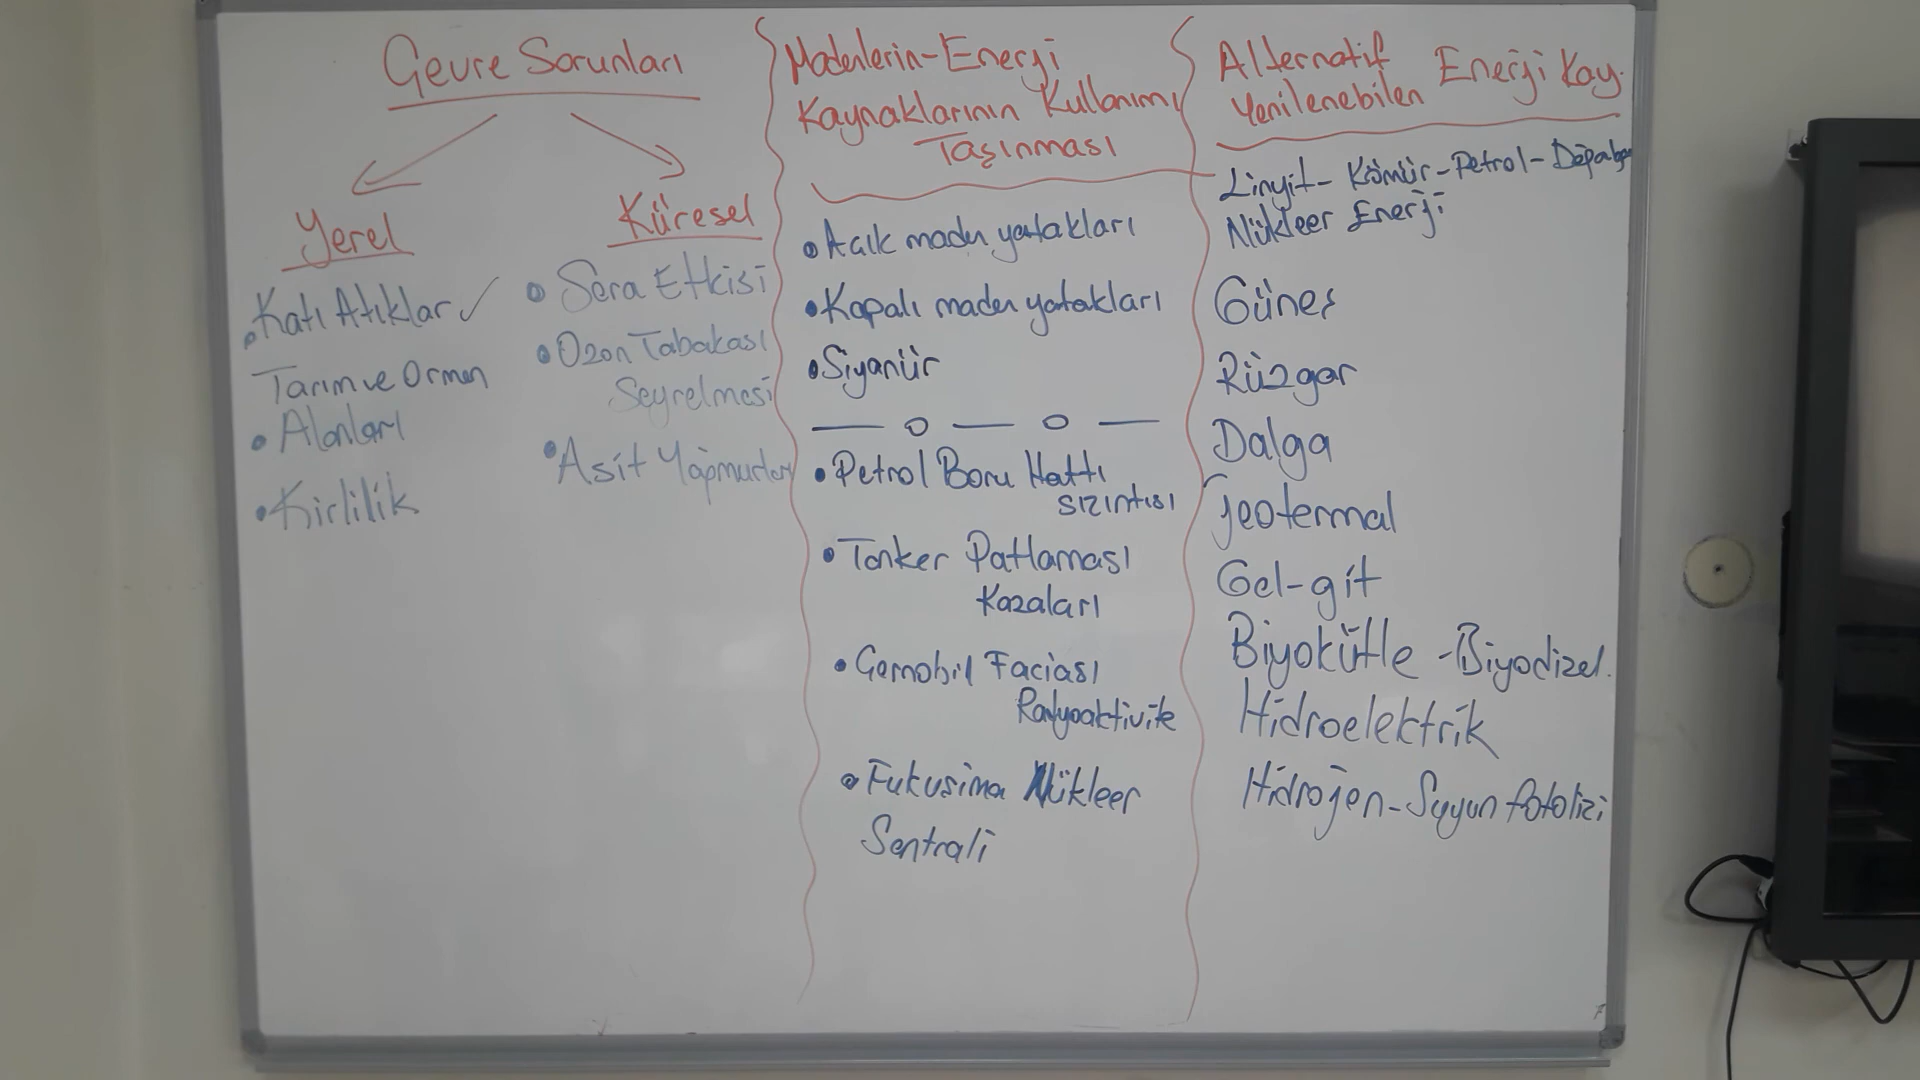 Çevre Sorunları
Yerel
• Katı Atıklar ✓
Tarım ve Orman
• Alanları
• Kirlilik
Küresel
• Sera Etkisi
• Ozon Tabakası
Seyrelmesi
• Asit Yağmurları
Madenlerin-Enerji
Kaynaklarının Kullanımı
Taşınması
• Acık maden yatakları
• Kapalı maden yatakları
• Siyanür
• Petrol Boru Hattı
sızıntısı
• Tanker Patlaması
Kazaları
• Çernobil Faciası
Radyoaktivite
• Fukusima Nükleer
Santrali
Alternatif Enerji Kay.
Yenilenebilen
Linyit - Kömür - Petrol - Doğalgaz
Nükleer Enerji
Güneş
Rüzgar
Dalga
Jeotermal
Gel-git
Biyokütle - Biyodizel.
Hidroelektrik
Hidrojen - Suyun fotolizi